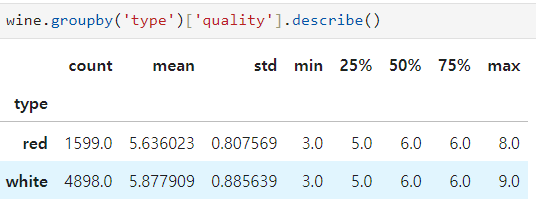 wine.groupby('type')['quality'].describe()
count mean std min 25% 50% 75% max
type
red 1599.0 5.636023 0.807569 3.0 5.0 6.0 6.0 8.0
white 4898.0 5.877909 0.885639 3.0 5.0 6.0 6.0 9.0